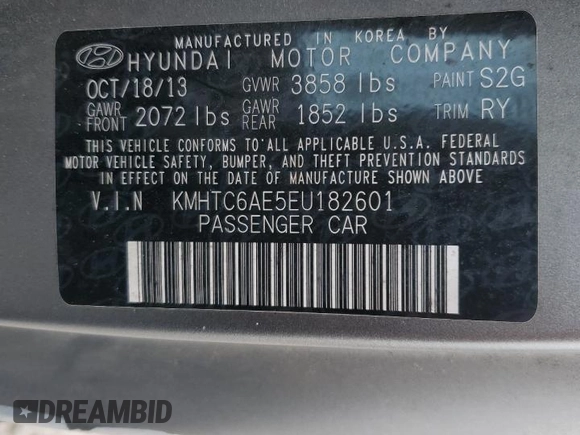 MANUFACTURED IN KOREA BY
HYUNDAI MOTOR COMPANY
OCT/18/13 GVWR 3858 lbs PAINT S2G
GAWR FRONT 2072 lbs GAWR REAR 1852 lbs TRIM RY
THIS VEHICLE CONFORMS TO ALL APPLICABLE U.S.A. FEDERAL
MOTOR VEHICLE SAFETY, BUMPER, AND THEFT PREVENTION STANDARDS
IN EFFECT ON THE DATE OF MANUFACTURE SHOWN ABOVE
V.I.N KMHTC6AE5EU182601
PASSENGER CAR
DREAMBID